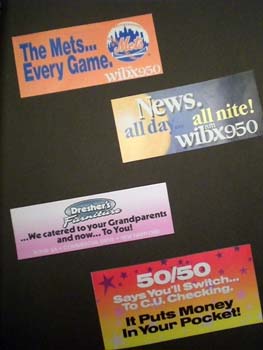 The Mets...
Every Game.
Mets
wibx950
News.
all day... all nite!
wibx950
Dresher's
Furniture
...We catered to your Grandparents
and now... To You!
50/50
Says You'll Switch...
To C.U. Checking.
It Puts Money
In Your Pocket!